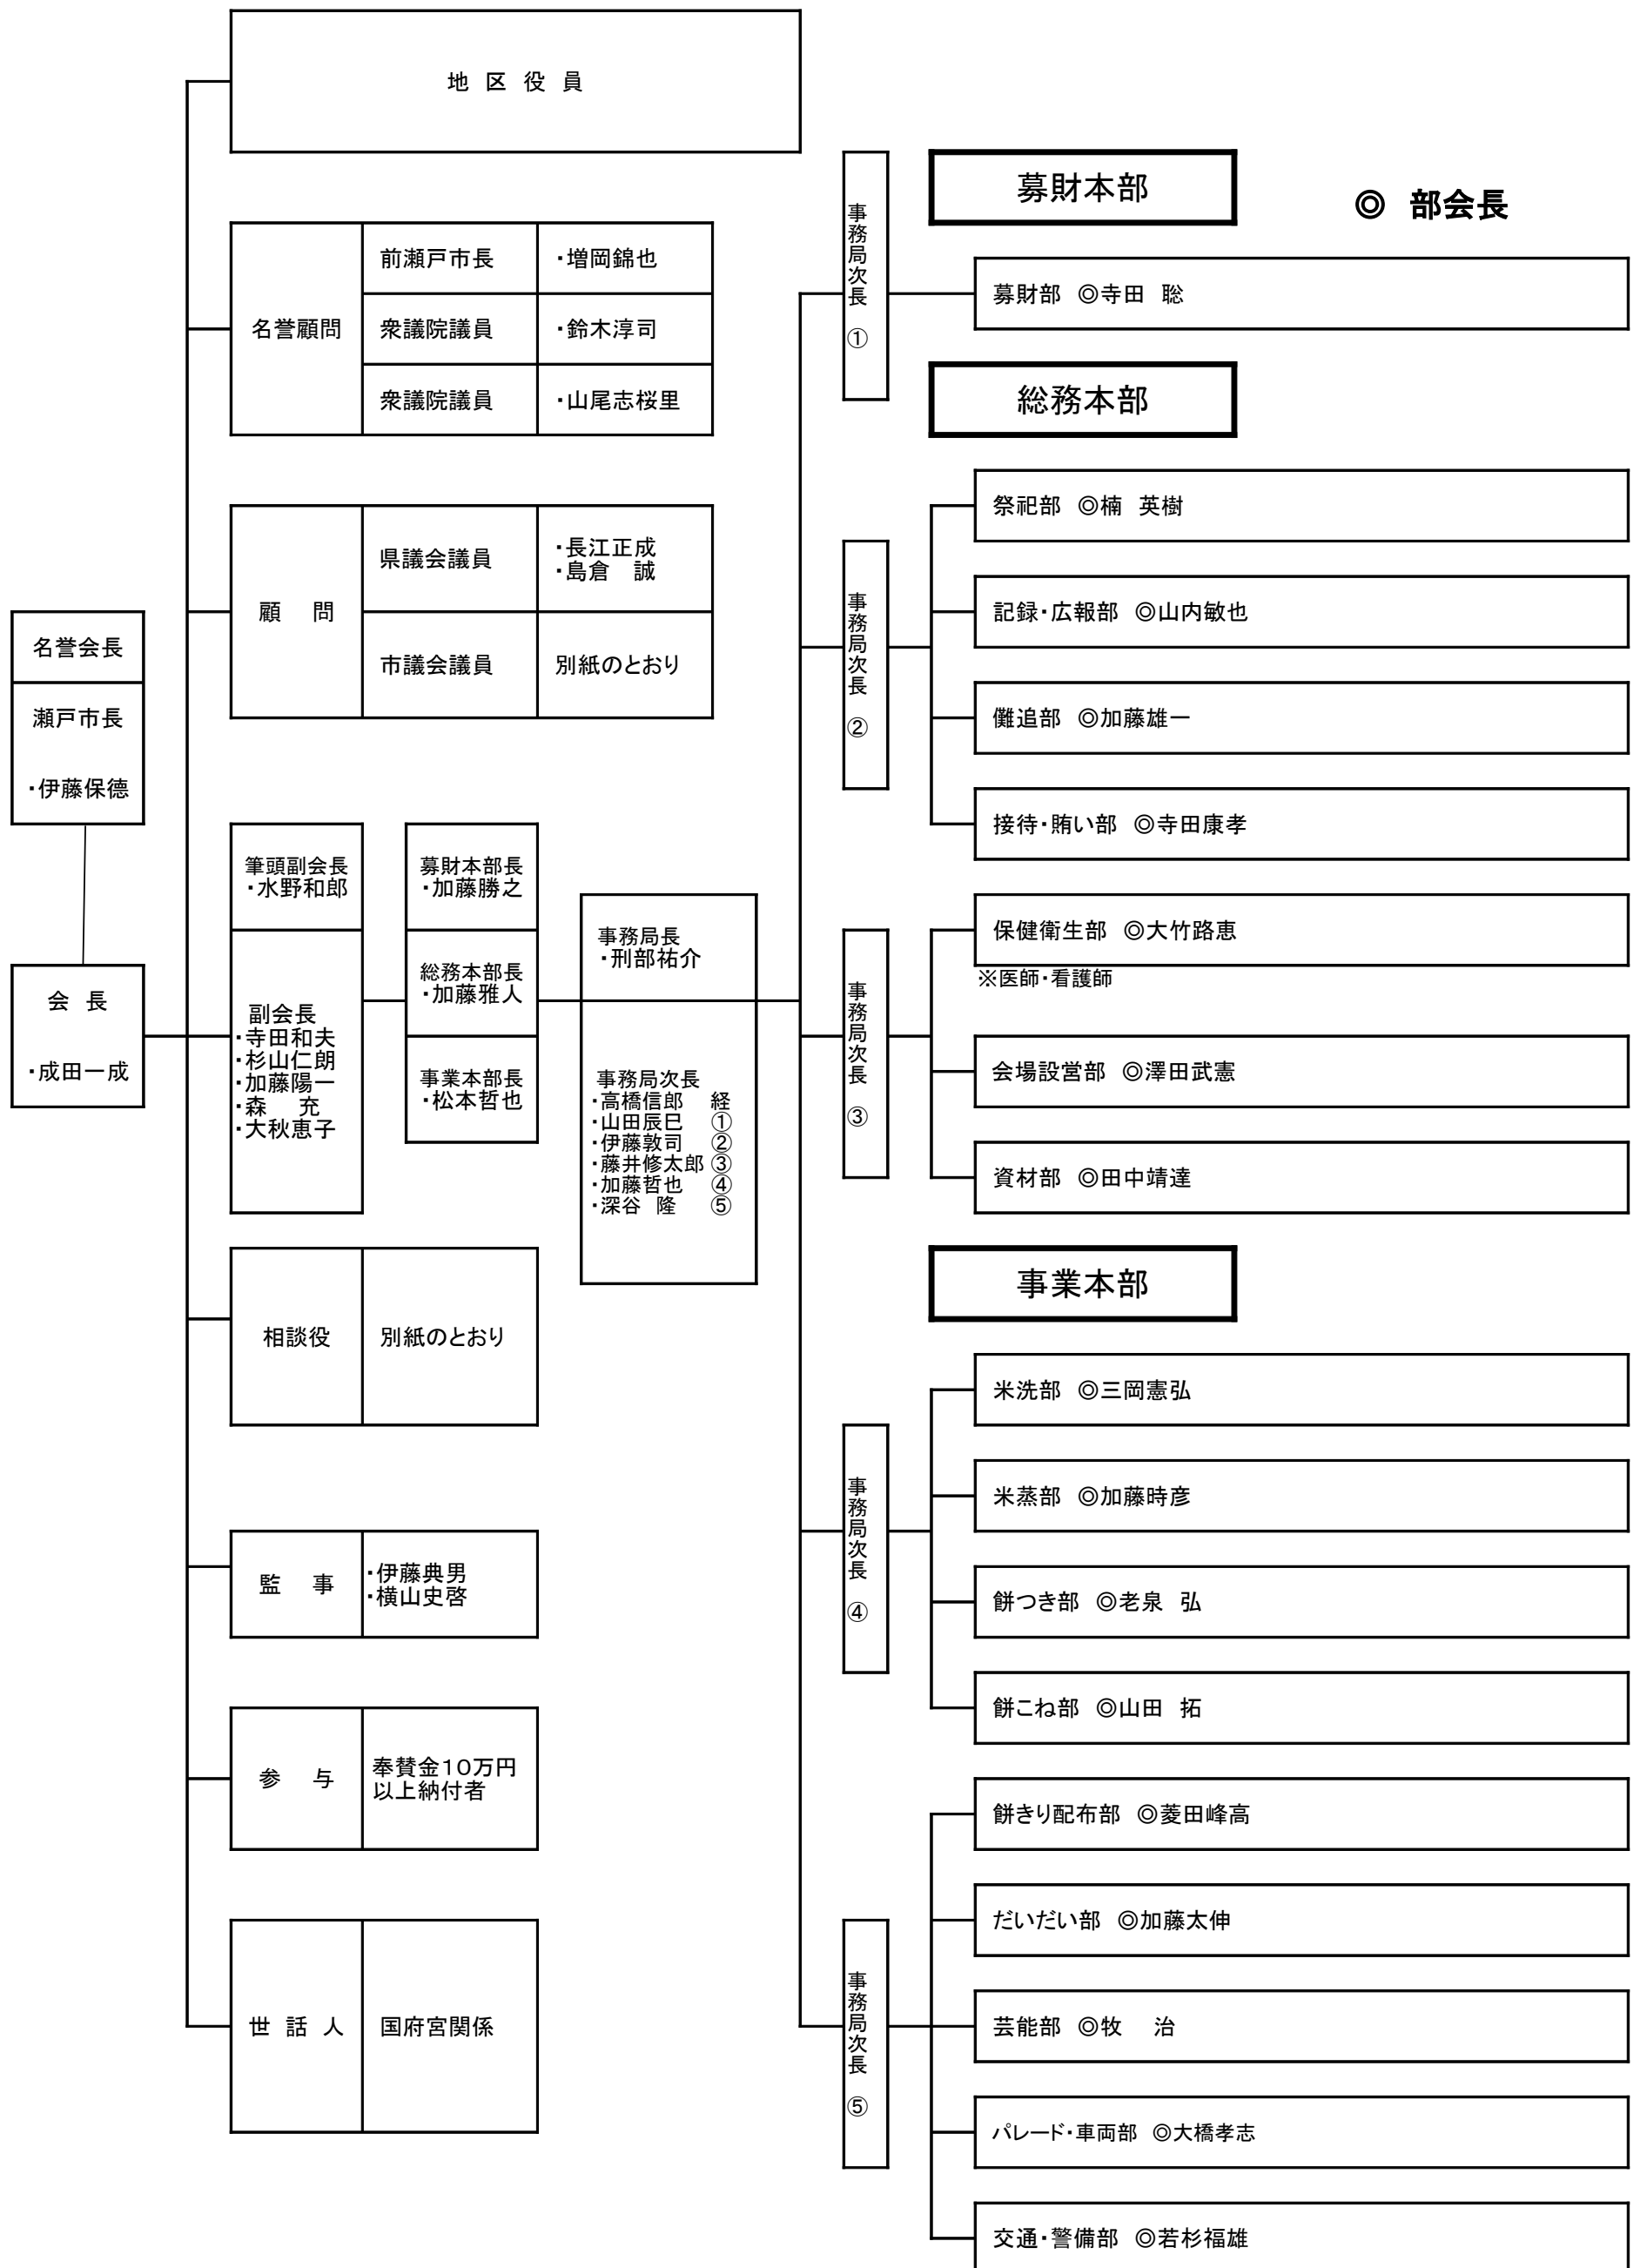 地 区 役 員
名誉顧問
前瀬戸市長
・増岡錦也
衆議院議員
・鈴木淳司
衆議院議員
・山尾志桜里
顧 問
県議会議員
・長江正成
・島倉 誠
市議会議員
別紙のとおり
名誉会長
瀬戸市長
・伊藤保德
会 長
・成田一成
筆頭副会長
・水野和郎
副会長
・寺田和夫
・杉山仁朗
・加藤陽一
・森 充
・大秋恵子
募財本部長
・加藤勝之
総務本部長
・加藤雅人
事業本部長
・松本哲也
事務局長
・刑部祐介
事務局次長
・高橋信郎 経
・山田辰巳 ①
・伊藤敦司 ②
・藤井修太郎 ③
・加藤哲也 ④
・深谷 隆 ⑤
相談役
別紙のとおり
監 事
・伊藤典男
・横山史啓
参 与
奉賛金10万円
以上納付者
世 話 人
国府宮関係
◎ 部会長
募財本部
事務局次長 ①
募財部 ◎寺田 聡
総務本部
事務局次長 ②
祭祀部 ◎楠 英樹
記録・広報部 ◎山内敏也
儺追部 ◎加藤雄一
接待・賄い部 ◎寺田康孝
事務局次長 ③
保健衛生部 ◎大竹路恵
※医師・看護師
会場設営部 ◎澤田武憲
資材部 ◎田中靖達
事業本部
事務局次長 ④
米洗部 ◎三岡憲弘
米蒸部 ◎加藤時彦
餅つき部 ◎老泉 弘
餅こね部 ◎山田 拓
事務局次長 ⑤
餅きり配布部 ◎菱田峰高
だいだい部 ◎加藤太伸
芸能部 ◎牧 治
パレード・車両部 ◎大橋孝志
交通・警備部 ◎若杉福雄